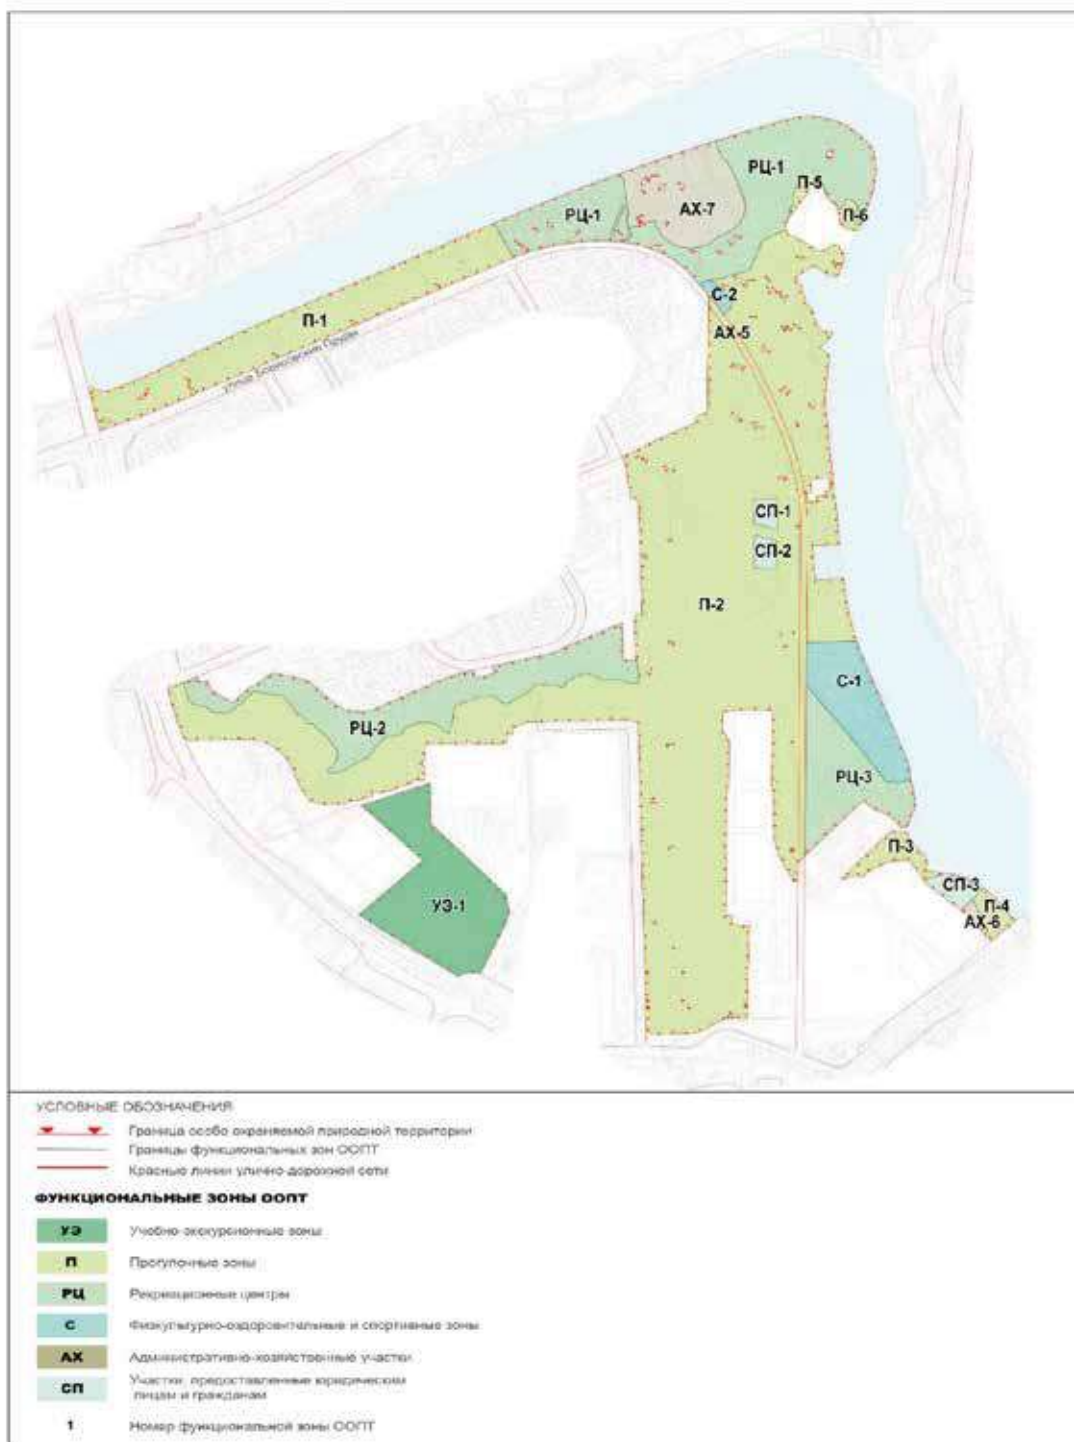 РЦ-1
П-5
РЦ-1
АХ-7
П-6
П-1
С-2
АХ-5
улица Борисовские Пруды
СП-1
СП-2
П-2
С-1
РЦ-2
РЦ-3
П-3
СП-3
П-4
УЭ-1
АХ-6
УСЛОВНЫЕ ОБОЗНАЧЕНИЯ
Граница особо охраняемой природной территории
Границы функциональных зон ООПТ
Красные линии улично-дорожной сети
ФУНКЦИОНАЛЬНЫЕ ЗОНЫ ООПТ
УЭ Учебно-экскурсионные зоны
П Прогулочные зоны
РЦ Рекреационные центры
С Физкультурно-оздоровительные и спортивные зоны
АХ Административно-хозяйственные участки
СП Участки, предоставленные юридическим
лицам и гражданам
1 Номер функциональной зоны ООПТ